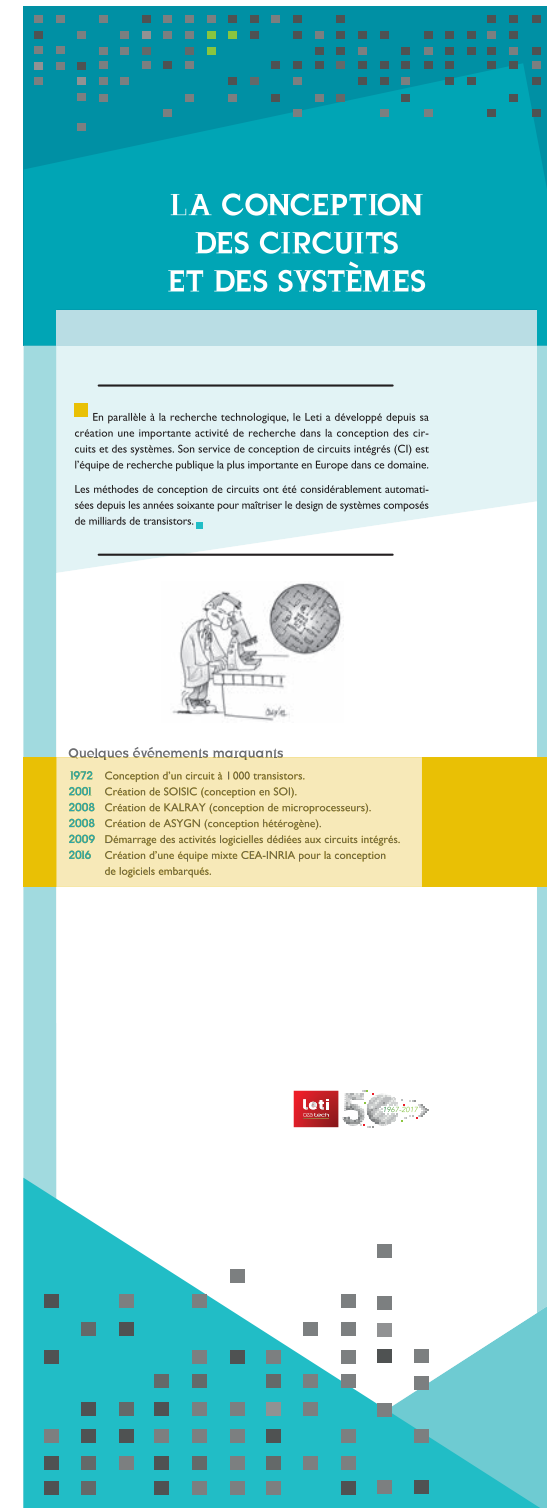 LA CONCEPTION
DES CIRCUITS
ET DES SYSTÈMES
En parallèle à la recherche technologique, le Leti a développé depuis sa
création une importante activité de recherche dans la conception des cir-
cuits et des systèmes. Son service de conception de circuits intégrés (CI) est
l'équipe de recherche publique la plus importante en Europe dans ce domaine.
Les méthodes de conception de circuits ont été considérablement automati-
sées depuis les années soixante pour maîtriser le design de systèmes composés
de milliards de transistors.
Quelques événements marquants
1972 Conception d'un circuit à 1 000 transistors.
2001 Création de SOISIC (conception en SOI).
2008 Création de KALRAY (conception de microprocesseurs).
2008 Création de ASYGN (conception hétérogène).
2009 Démarrage des activités logicielles dédiées aux circuits intégrés.
2016 Création d'une équipe mixte CEA-INRIA pour la conception
de logiciels embarqués.
leti
cea tech
50
1967-2017